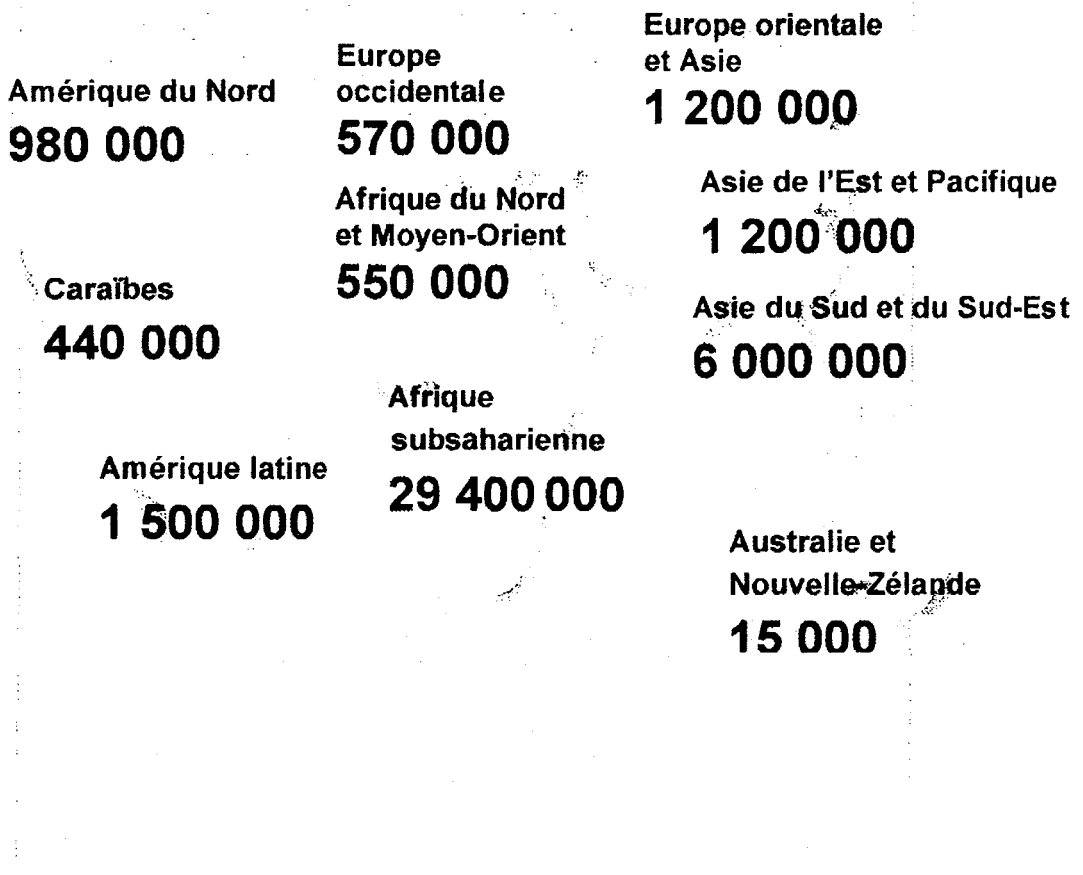 Amérique du Nord
980 000
Europe
occidentale
570 000
Europe orientale
et Asie
1 200 000
Afrique du Nord
et Moyen-Orient
550 000
Asie de l'Est et Pacifique
1 200 000
Caraïbes
440 000
Asie du Sud et du Sud-Est
6 000 000
Afrique
subsaharienne
29 400 000
Amérique latine
1 500 000
Australie et
Nouvelle-Zélande
15 000